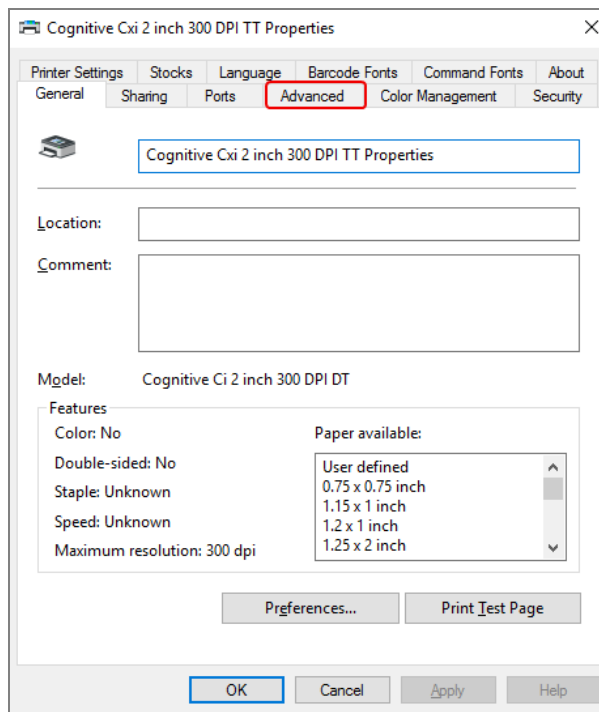 Cognitive Cxi 2 inch 300 DPI TT Properties
Printer Settings Stocks Language Barcode Fonts Command Fonts About
General Sharing Ports Advanced Color Management Security
Cognitive Cxi 2 inch 300 DPI TT Properties
Location:
Comment:
Model: Cognitive Ci 2 inch 300 DPI DT
Features
Color: No Paper available:
Double-sided: No User defined
0.75 x 0.75 inch
Staple: Unknown 1.15 x 1 inch
Speed: Unknown 1.2 x 1 inch
Maximum resolution: 300 dpi 1.25 x 2 inch
Preferences... Print Test Page
OK Cancel Apply Help